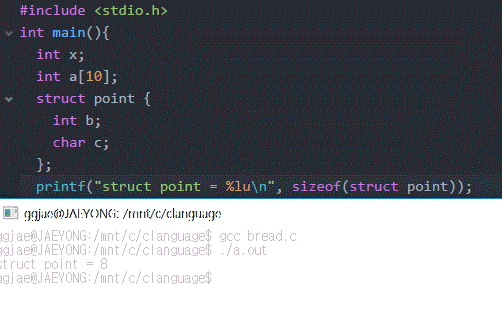 #include <stdio.h>
int main(){
int x;
int a[10];
struct point {
int b;
char c;
};
printf("struct point = %lu\n", sizeof(struct point));
ggjae@JAEYONG: /mnt/c/clanguage
ggjae@JAEYONG:/mnt/c/clanguage$ gcc bread.c
ggjae@JAEYONG:/mnt/c/clanguage$ ./a.out
struct point = 8
ggjae@JAEYONG:/mnt/c/clanguage$